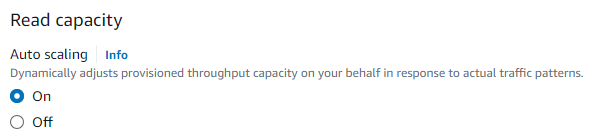 Read capacity
Auto scaling Info
Dynamically adjusts provisioned throughput capacity on your behalf in response to actual traffic patterns.
On
Off